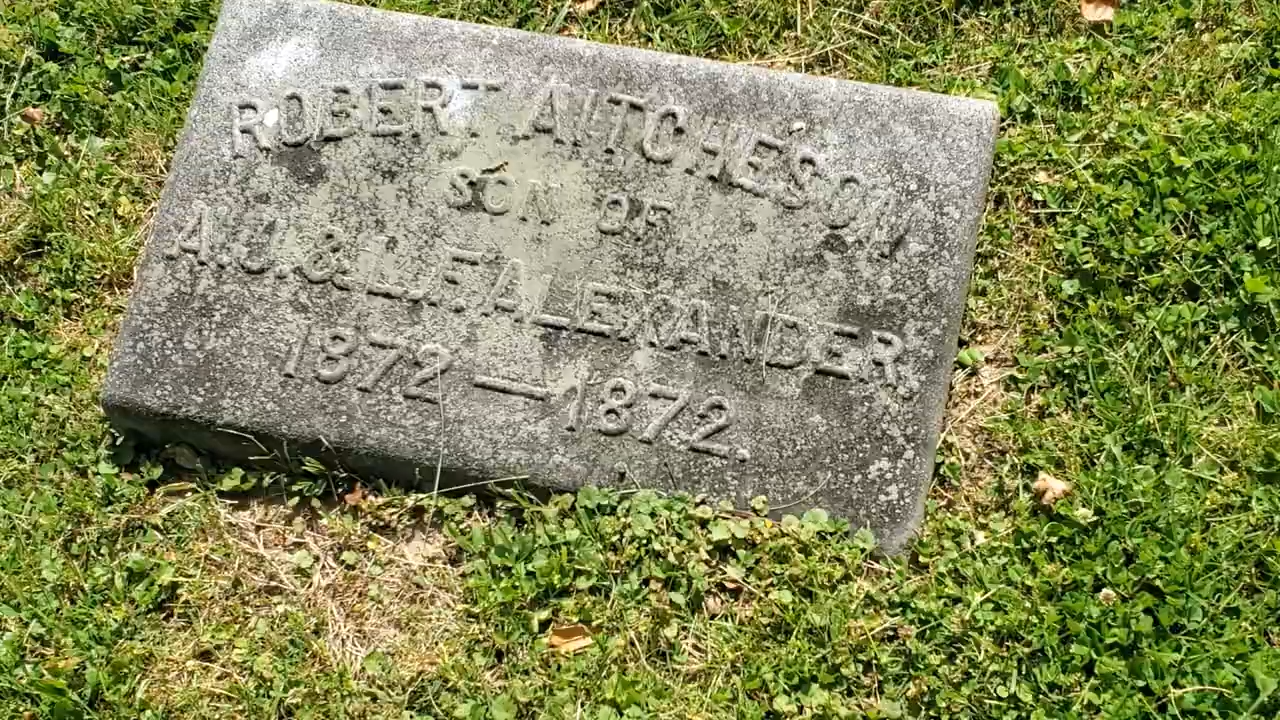 ROBERT AITCHESON
SON OF
A.J. & L.F. ALEXANDER
1872 — 1872.